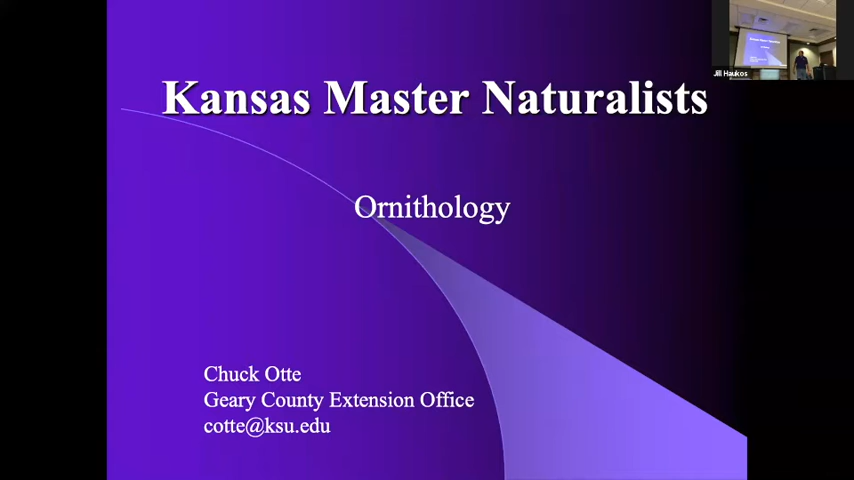 Jill Haukos
Kansas Master Naturalists
Ornithology
Chuck Otte
Geary County Extension Office
cotte@ksu.edu